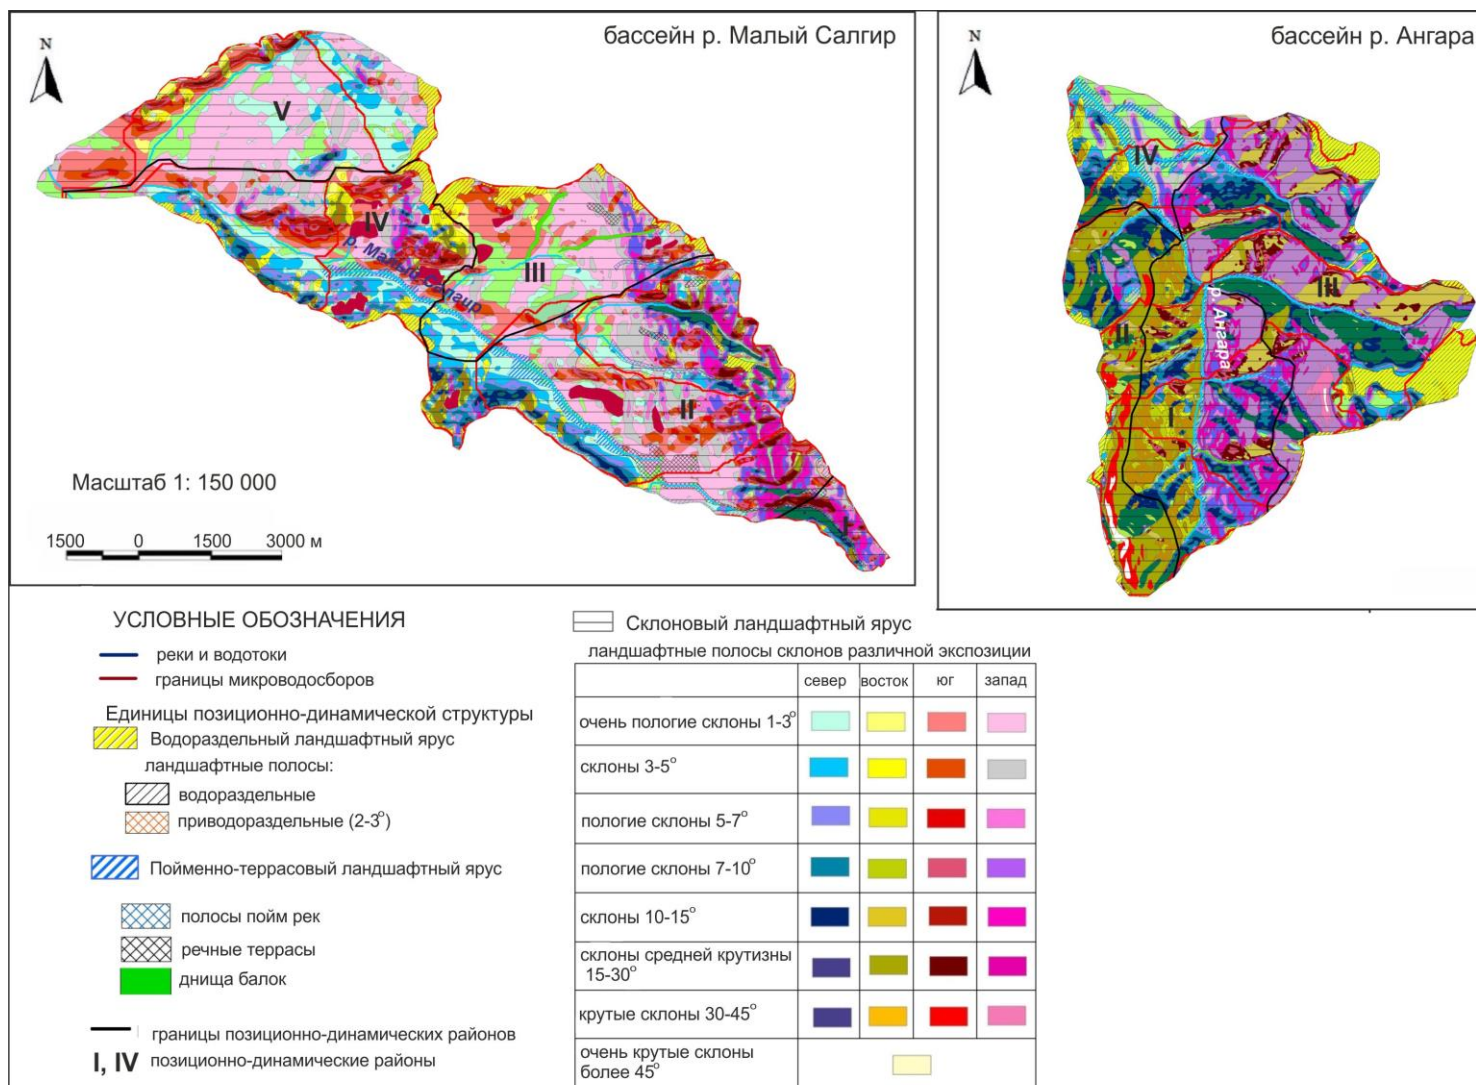 бассейн р. Малый Салгир
N
V
IV
р. Малый Салгир
III
II
I
Масштаб 1: 150 000
1500 0 1500 3000 м
бассейн р. Ангара
N
IV
III
II
р. Ангара
I
УСЛОВНЫЕ ОБОЗНАЧЕНИЯ
реки и водотоки
границы микроводосборов
Единицы позиционно-динамической структуры
Водораздельный ландшафтный ярус
ландшафтные полосы:
водораздельные
приводораздельные (2-3°)
Пойменно-террасовый ландшафтный ярус
полосы пойм рек
речные террасы
днища балок
границы позиционно-динамических районов
I, IV позиционно-динамические районы
Склоновый ландшафтный ярус
ландшафтные полосы склонов различной экспозиции
север восток юг запад
очень пологие склоны 1-3°
склоны 3-5°
пологие склоны 5-7°
пологие склоны 7-10°
склоны 10-15°
склоны средней крутизны
15-30°
крутые склоны 30-45°
очень крутые склоны
более 45°